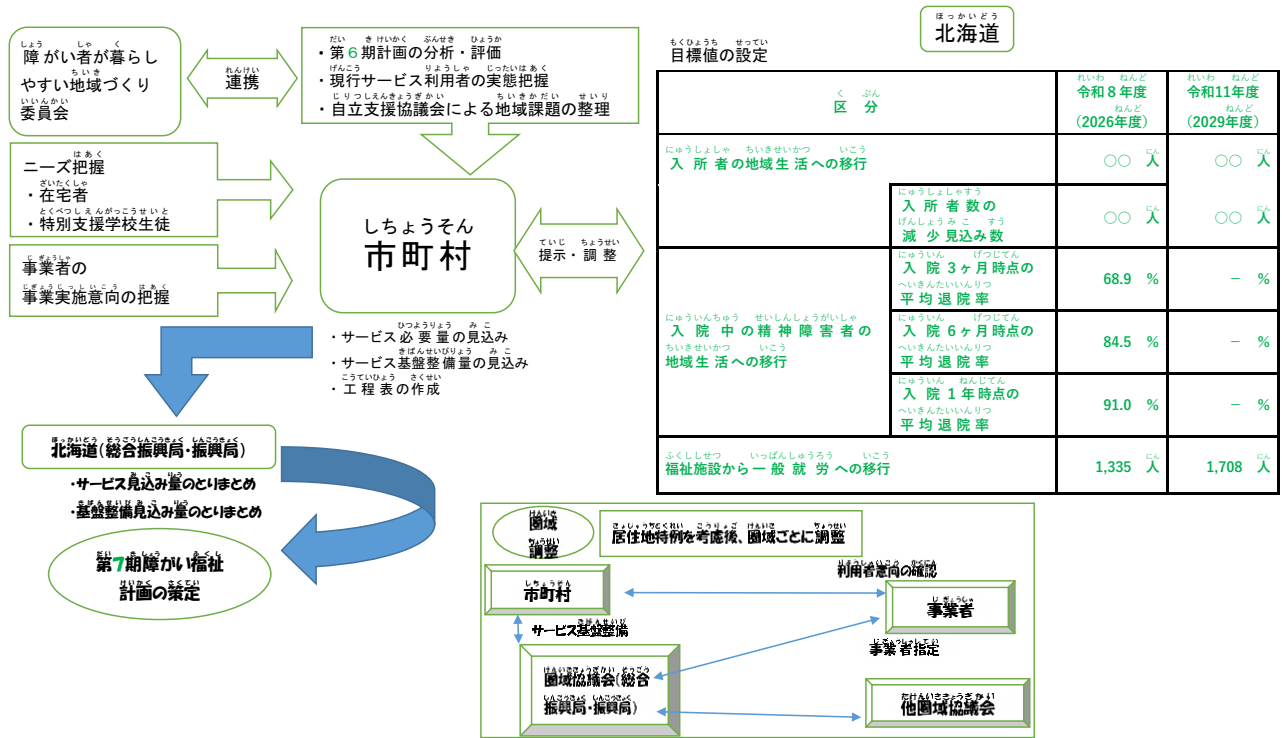 障がい者が暮らし
やすい地域づくり
委員会
連携
・第６期計画の分析・評価
・現行サービス利用者の実態把握
・自立支援協議会による地域課題の整理
ニーズ把握
・在宅者
・特別支援学校生徒
事業者の
事業実施意向の把握
しちょうそん
市町村
提示・調整
・サービス必要量の見込み
・サービス基盤整備量の見込み
・工程表の作成
北海道(総合振興局・振興局)
・サービス見込み量のとりまとめ
・基盤整備見込み量のとりまとめ
第7期障がい福祉
計画の策定
ほっかいどう
北海道
もくひょうち せってい
目標値の設定
区分
令和８年度
（2026年度）
令和11年度
（2029年度）
入所者の地域生活への移行
○○ 人
○○ 人
入所者数の
減少見込み数
○○ 人
○○ 人
入院中の精神障害者の
地域生活への移行
入院３ヶ月時点の
平均退院率
68.9 %
－ %
入院６ヶ月時点の
平均退院率
84.5 %
－ %
入院１年時点の
平均退院率
91.0 %
－ %
福祉施設から一般就労への移行
1,335 人
1,708 人
圏域
調整
居住地特例を考慮後、圏域ごとに調整
市町村
利用者意向の確認
事業者
サービス基盤整備
事業者指定
圏域協議会(総合
振興局・振興局)
他圏域協議会